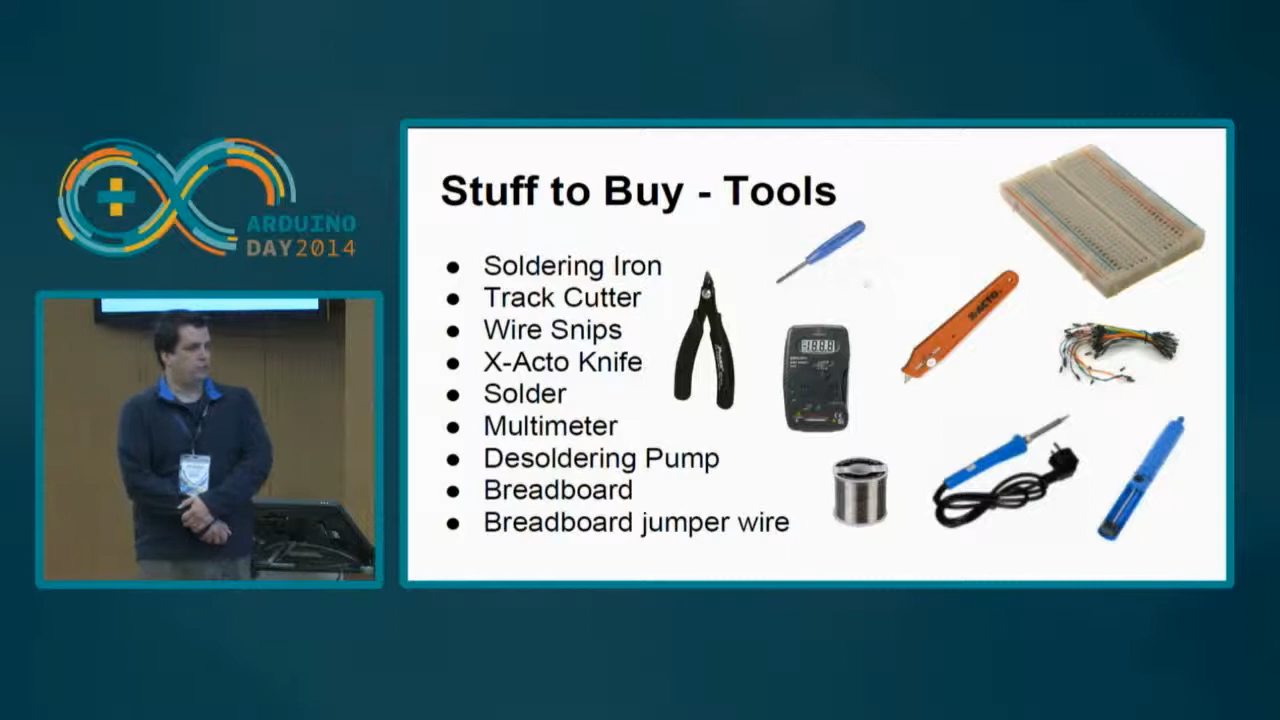 ARDUINO
DAY2014
Stuff to Buy - Tools
● Soldering Iron
● Track Cutter
● Wire Snips
● X-Acto Knife
● Solder
● Multimeter
● Desoldering Pump
● Breadboard
● Breadboard jumper wire
X-ACTO